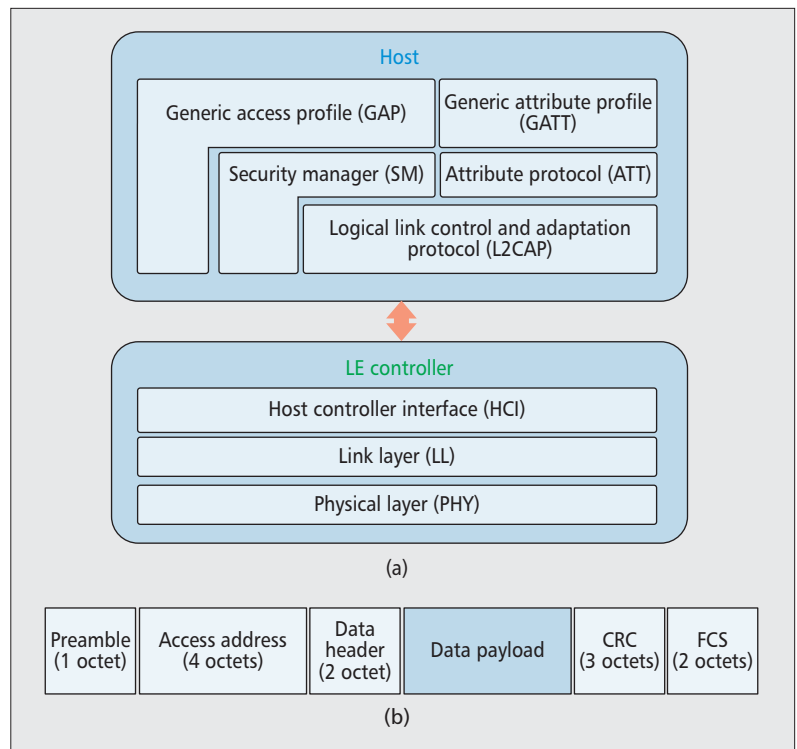 Host
Generic access profile (GAP)
Generic attribute profile
(GATT)
Security manager (SM)
Attribute protocol (ATT)
Logical link control and adaptation
protocol (L2CAP)
LE controller
Host controller interface (HCI)
Link layer (LL)
Physical layer (PHY)
(a)
Preamble
(1 octet)
Access address
(4 octets)
Data
header
(2 octet)
Data payload
CRC
(3 octets)
FCS
(2 octets)
(b)